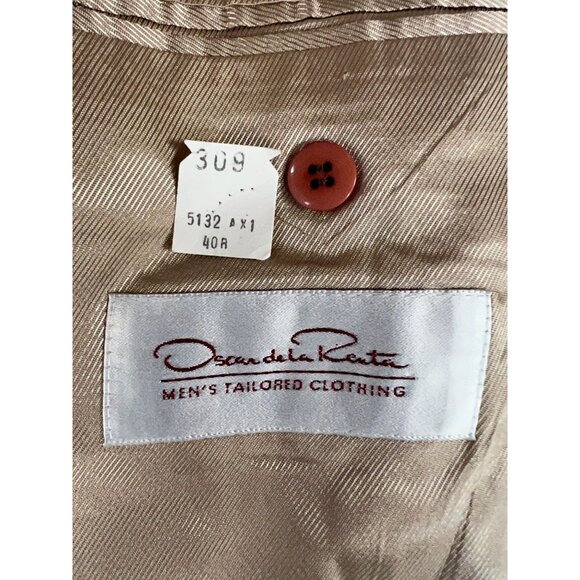 309
5132 AX1
40R
Oscar de la Renta
MEN'S TAILORED CLOTHING